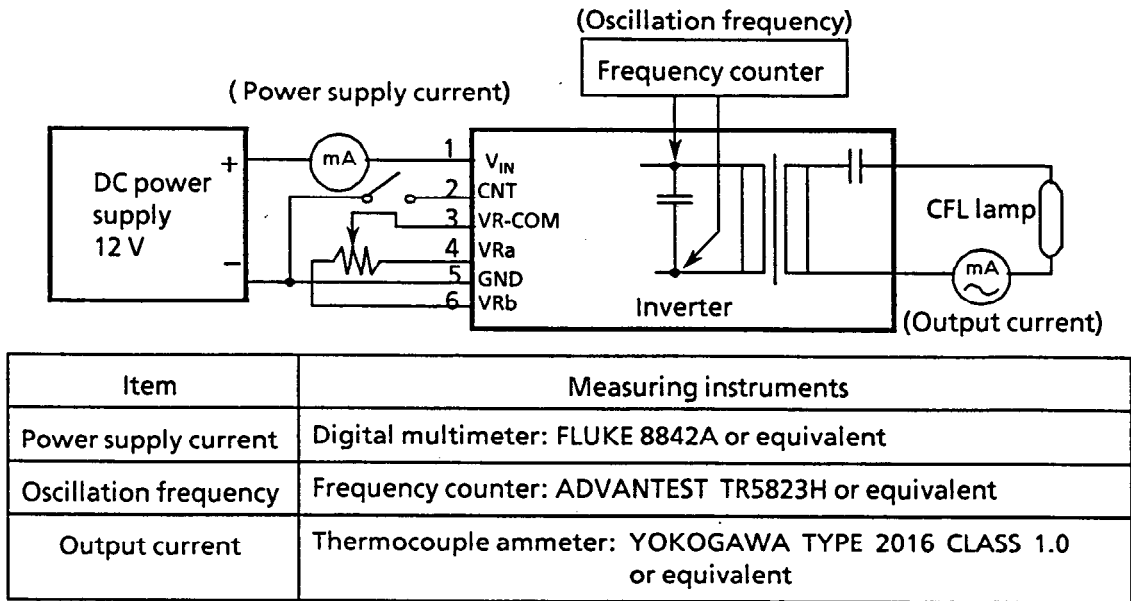 (Oscillation frequency)
Frequency counter
(Power supply current)
DC power
supply
12 V
+
−
mA
1
2
3
4
5
6
V_IN
CNT
VR-COM
VRa
GND
VRb
Inverter
CFL lamp
mA
(Output current)
Item Measuring instruments
Power supply current Digital multimeter: FLUKE 8842A or equivalent
Oscillation frequency Frequency counter: ADVANTEST TR5823H or equivalent
Output current Thermocouple ammeter: YOKOGAWA TYPE 2016 CLASS 1.0
or equivalent